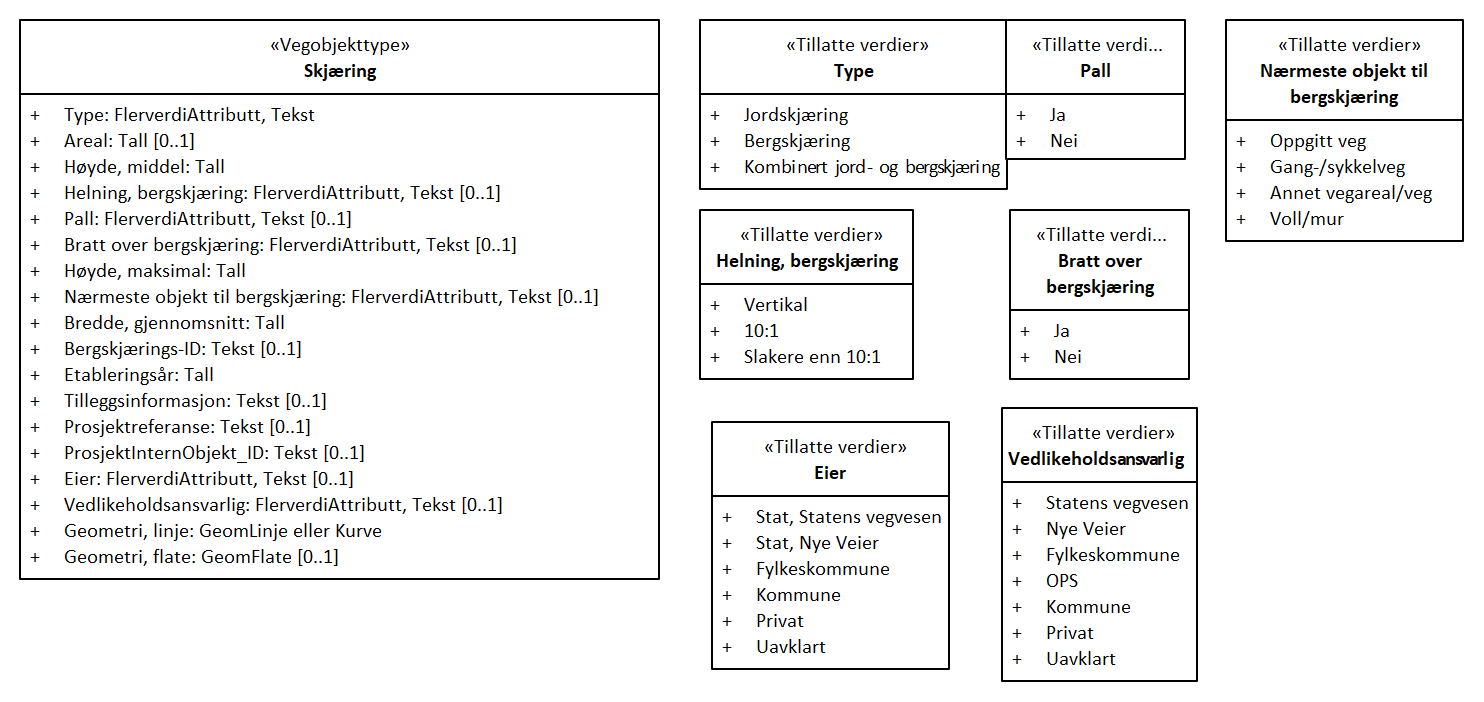 «Vegobjekttype»
Skjæring
+ Type: FlerverdiAttributt, Tekst
+ Areal: Tall [0..1]
+ Høyde, middel: Tall
+ Helning, bergskjæring: FlerverdiAttributt, Tekst [0..1]
+ Pall: FlerverdiAttributt, Tekst [0..1]
+ Bratt over bergskjæring: FlerverdiAttributt, Tekst [0..1]
+ Høyde, maksimal: Tall
+ Nærmeste objekt til bergskjæring: FlerverdiAttributt, Tekst [0..1]
+ Bredde, gjennomsnitt: Tall
+ Bergskjærings-ID: Tekst [0..1]
+ Etableringsår: Tall
+ Tilleggsinformasjon: Tekst [0..1]
+ Prosjektreferanse: Tekst [0..1]
+ ProsjektInternObjekt_ID: Tekst [0..1]
+ Eier: FlerverdiAttributt, Tekst [0..1]
+ Vedlikeholdsansvarlig: FlerverdiAttributt, Tekst [0..1]
+ Geometri, linje: GeomLinje eller Kurve
+ Geometri, flate: GeomFlate [0..1]
«Tillatte verdier»
Type
+ Jordskjæring
+ Bergskjæring
+ Kombinert jord- og bergskjæring
«Tillatte verdi...
Pall
+ Ja
+ Nei
«Tillatte verdier»
Nærmeste objekt til
bergskjæring
+ Oppgitt veg
+ Gang-/sykkelveg
+ Annet vegareal/veg
+ Voll/mur
«Tillatte verdier»
Helning, bergskjæring
+ Vertikal
+ 10:1
+ Slakere enn 10:1
«Tillatte verdi...
Bratt over
bergskjæring
+ Ja
+ Nei
«Tillatte verdier»
Eier
+ Stat, Statens vegvesen
+ Stat, Nye Veier
+ Fylkeskommune
+ Kommune
+ Privat
+ Uavklart
«Tillatte verdier»
Vedlikeholdsansvarlig
+ Statens vegvesen
+ Nye Veier
+ Fylkeskommune
+ OPS
+ Kommune
+ Privat
+ Uavklart